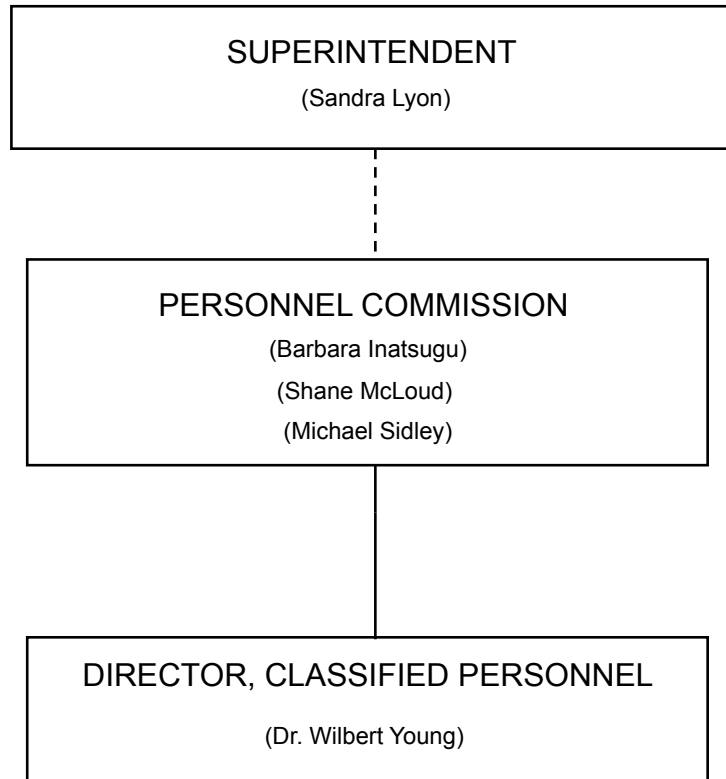 SUPERINTENDENT
(Sandra Lyon)
PERSONNEL COMMISSION
(Barbara Inatsugu)
(Shane McLoud)
(Michael Sidley)
DIRECTOR, CLASSIFIED PERSONNEL
(Dr. Wilbert Young)